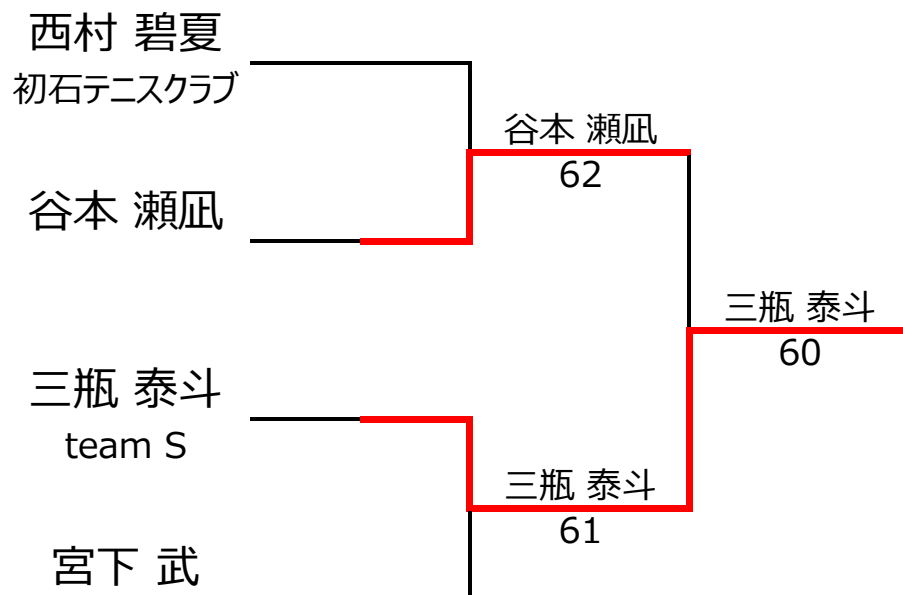 西村 碧夏
初石テニスクラブ
谷本 瀬凪
62
谷本 瀬凪
三瓶 泰斗
60
三瓶 泰斗
team S
三瓶 泰斗
61
宮下 武